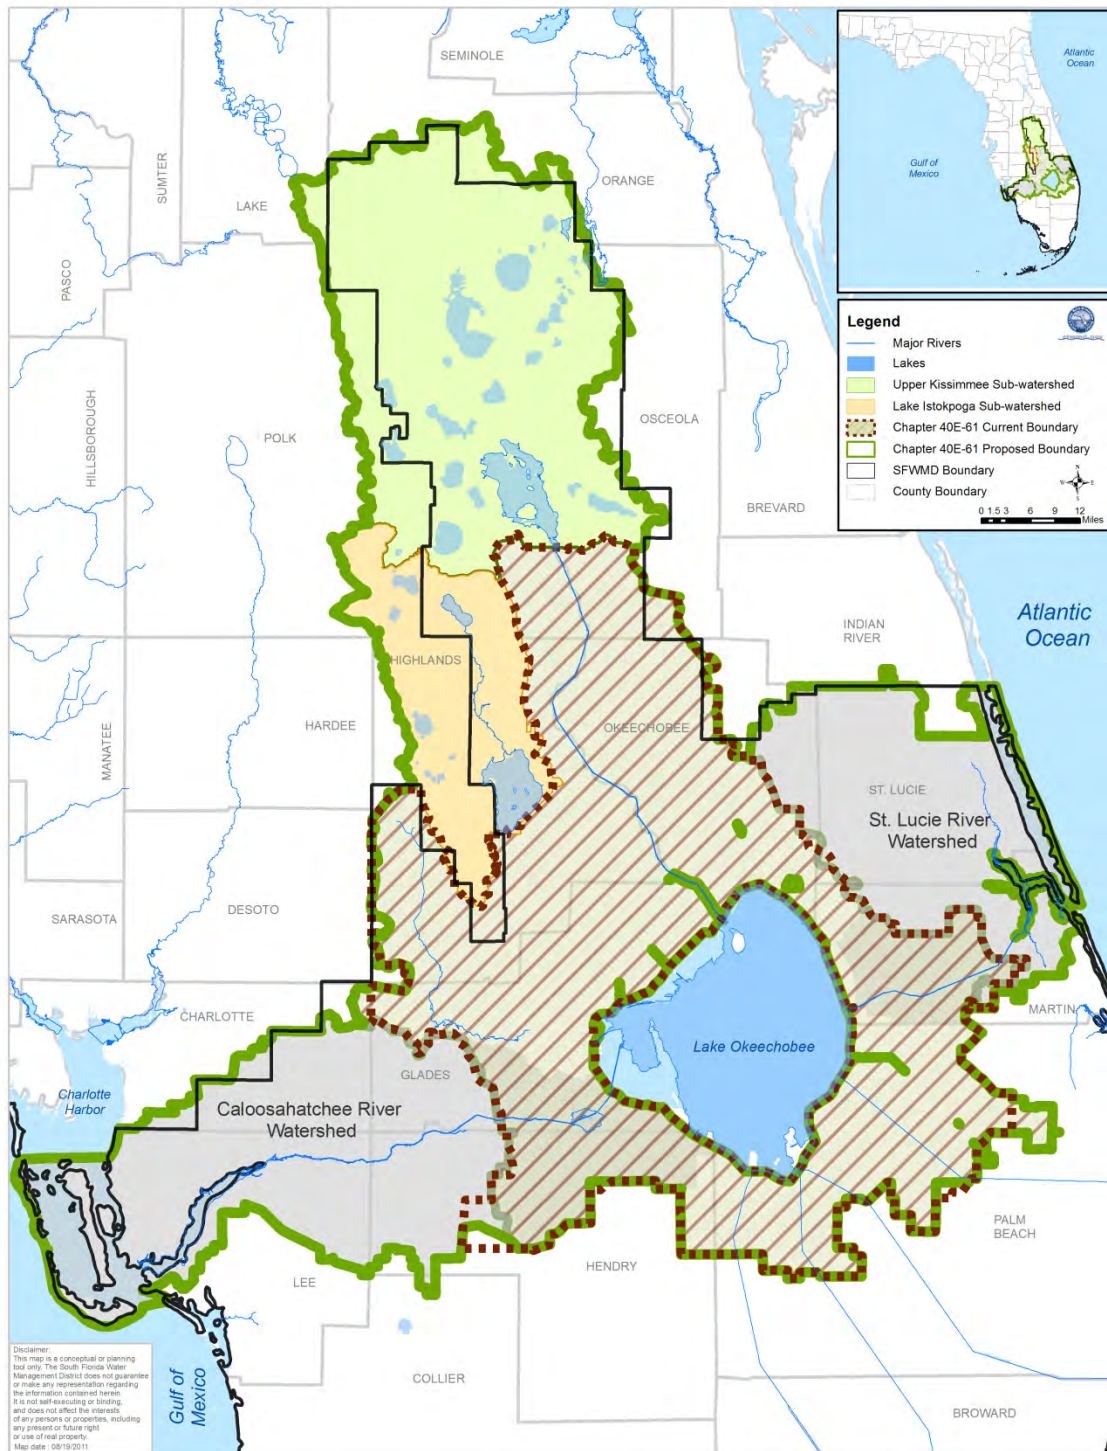 SEMINOLE
SUMTER
LAKE
ORANGE
PASCO
HILLSBOROUGH
POLK
OSCEOLA
BREVARD
INDIAN
RIVER
HIGHLANDS
HARDEE
MANATEE
OKEECHOBEE
ST. LUCIE
St. Lucie River
Watershed
SARASOTA
DESOTO
MARTIN
CHARLOTTE
Lake Okeechobee
GLADES
Charlotte
Harbor
Caloosahatchee River
Watershed
PALM
BEACH
HENDRY
LEE
COLLIER
BROWARD
Gulf of
Mexico
Atlantic
Ocean
Atlantic
Ocean
Gulf of
Mexico
Legend
Major Rivers
Lakes
Upper Kissimmee Sub-watershed
Lake Istokpoga Sub-watershed
Chapter 40E-61 Current Boundary
Chapter 40E-61 Proposed Boundary
SFWMD Boundary
County Boundary
N
W E
S
0 1.5 3 6 9 12
Miles
Disclaimer:
This map is a conceptual or planning
tool only. The South Florida Water
Management District does not guarantee
or make any representation regarding
the information contained herein.
It is not self-executing or binding,
and does not affect the interests
of any persons or properties, including
any present or future right
or use of real property.
Map date : 08/19/2011